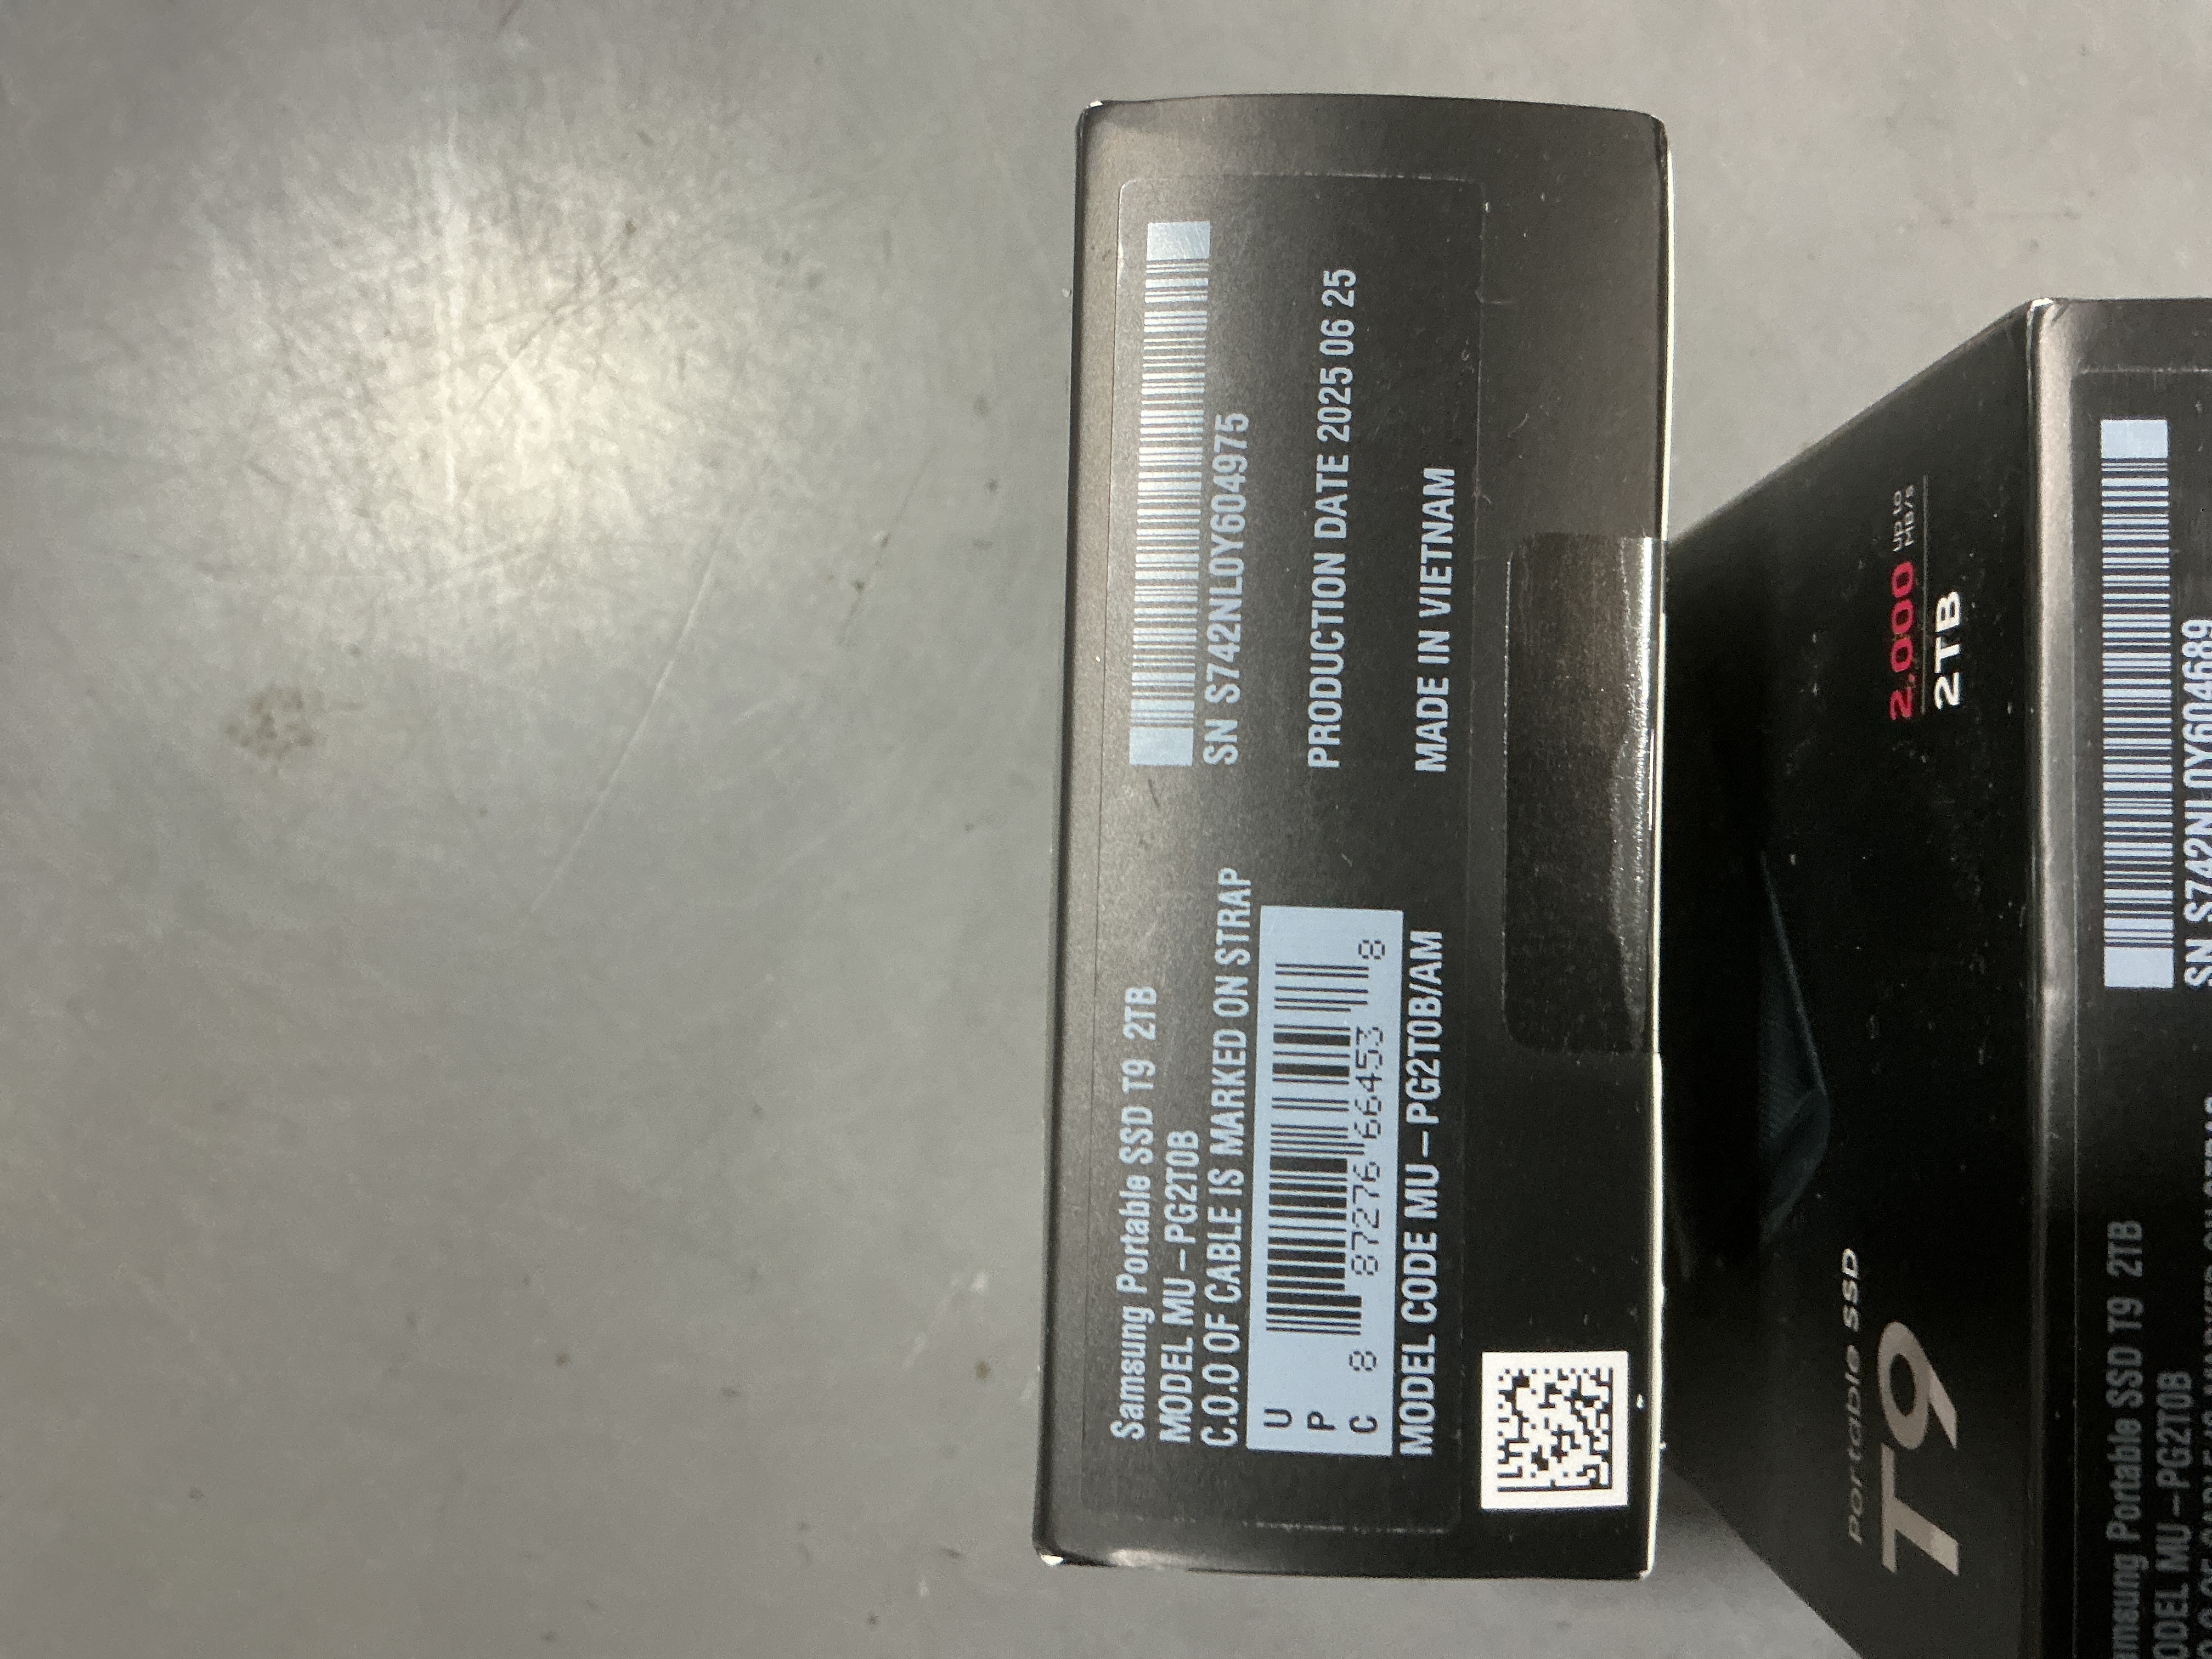 Samsung Portable SSD T9 2TB
MODEL MU-PG2T0B
C.O.O OF CABLE IS MARKED ON STRAP
UPC
8 87276 66453 8
MODEL CODE MU-PG2T0B/AM
SN S742NL0Y604975
PRODUCTION DATE 2025 06 25
MADE IN VIETNAM
Portable SSD
T9
2,000 up to MB/s
2TB
Samsung Portable SSD T9 2TB
MODEL MU-PG2T0B
SN S742NL0Y604689